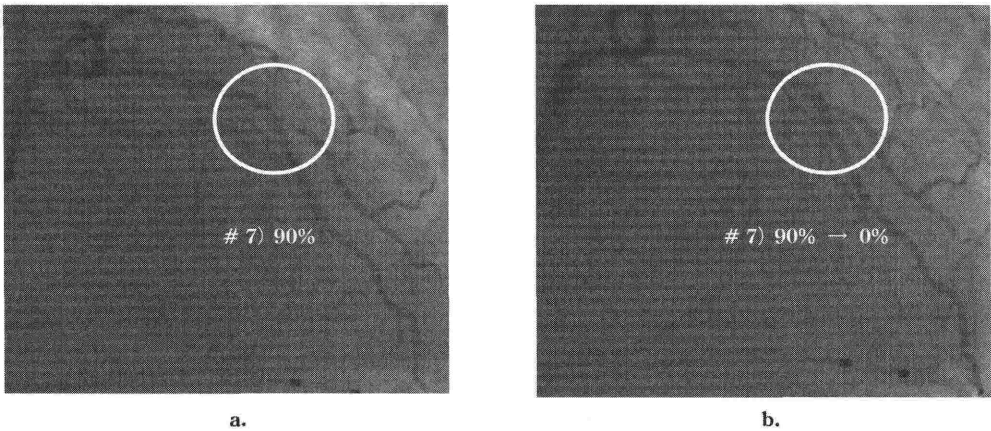 # 7) 90%
# 7) 90% → 0%
a.
b.